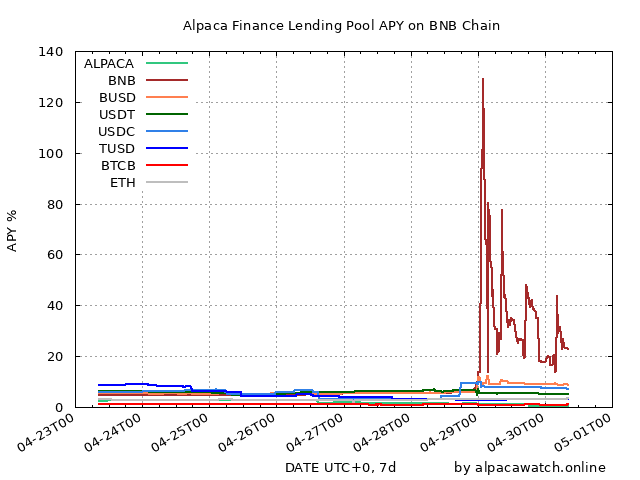 Alpaca Finance Lending Pool APY on BNB Chain
140
120
100
80
60
40
20
0
APY %
ALPACA
BNB
BUSD
USDT
USDC
TUSD
BTCB
ETH
04-23T00
04-24T00
04-25T00
04-26T00
04-27T00
04-28T00
04-29T00
04-30T00
05-01T00
DATE UTC+0, 7d
by alpacawatch.online